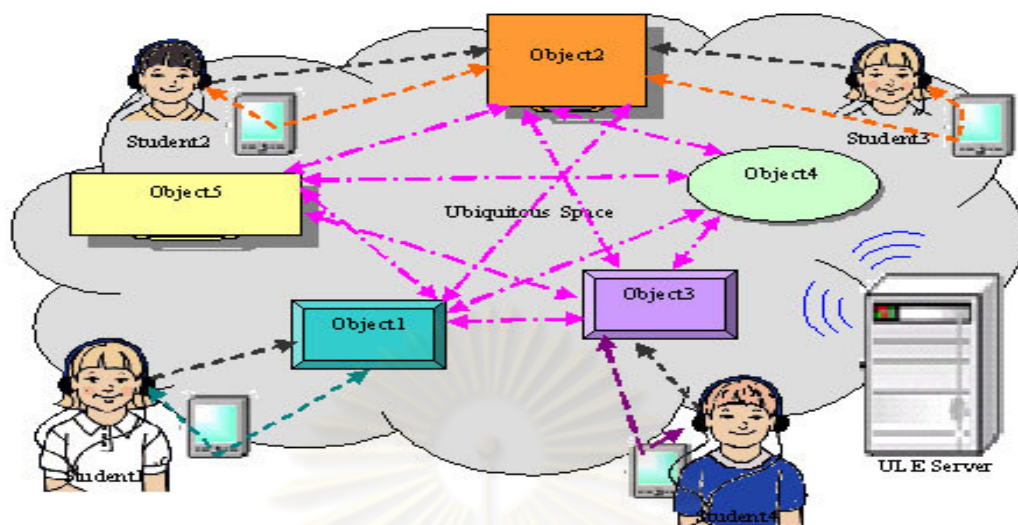 Object2
Student2
Student3
Object5
Object4
Ubiquitous Space
Object3
Object1
Student1
Student4
ULE Server